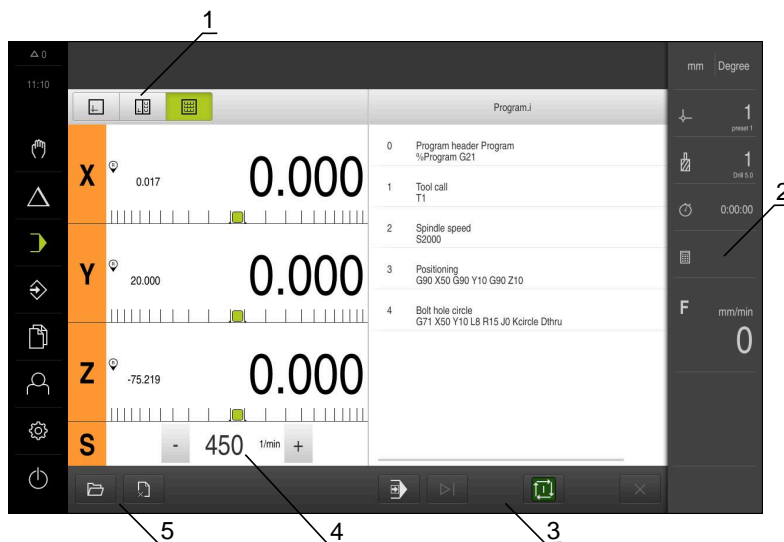 1
0
mm Degree
11:10
Program.i
1
preset 1
X
R
0.017
0.000
0 Program header Program
%Program G21
1
Drill 5.0
1 Tool call
T1
2
0:00:00
2 Spindle speed
S2000
Y
R
20.000
0.000
3 Positioning
G90 X50 G90 Y10 G90 Z10
4 Bolt hole circle
G71 X50 Y10 L8 R15 J0 Kcircle Dthru
F mm/min
0
Z
R
-75.219
0.000
S - 450 1/min +
5
4
3